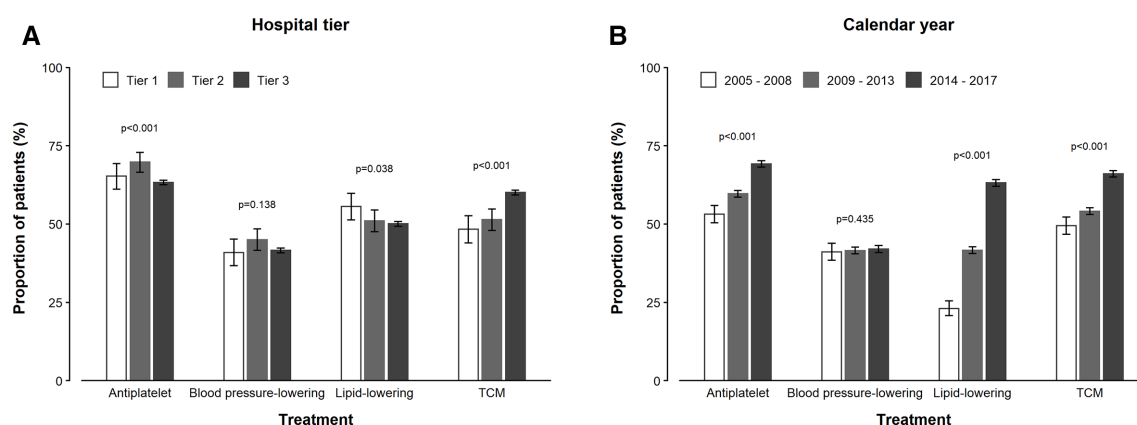 A
Hospital tier
Tier 1 Tier 2 Tier 3
Proportion of patients (%)
100
75
50
25
0
p<0.001
p=0.138
p=0.038
p<0.001
Antiplatelet Blood pressure-lowering Lipid-lowering TCM
Treatment
B
Calendar year
2005 - 2008 2009 - 2013 2014 - 2017
Proportion of patients (%)
100
75
50
25
0
p<0.001
p=0.435
p<0.001
p<0.001
Antiplatelet Blood pressure-lowering Lipid-lowering TCM
Treatment